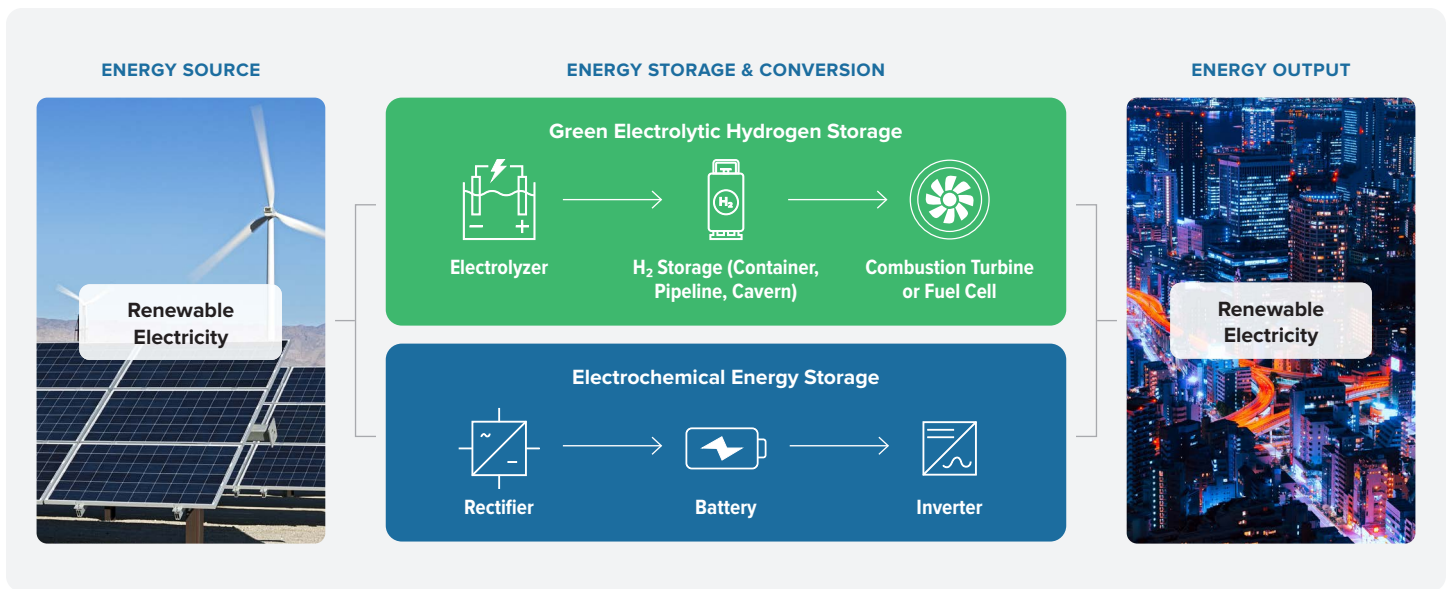 ENERGY SOURCE
ENERGY STORAGE & CONVERSION
ENERGY OUTPUT
Renewable
Electricity
Green Electrolytic Hydrogen Storage
H₂
Electrolyzer
H₂ Storage (Container,
Pipeline, Cavern)
Combustion Turbine
or Fuel Cell
Electrochemical Energy Storage
Rectifier
Battery
Inverter
Renewable
Electricity